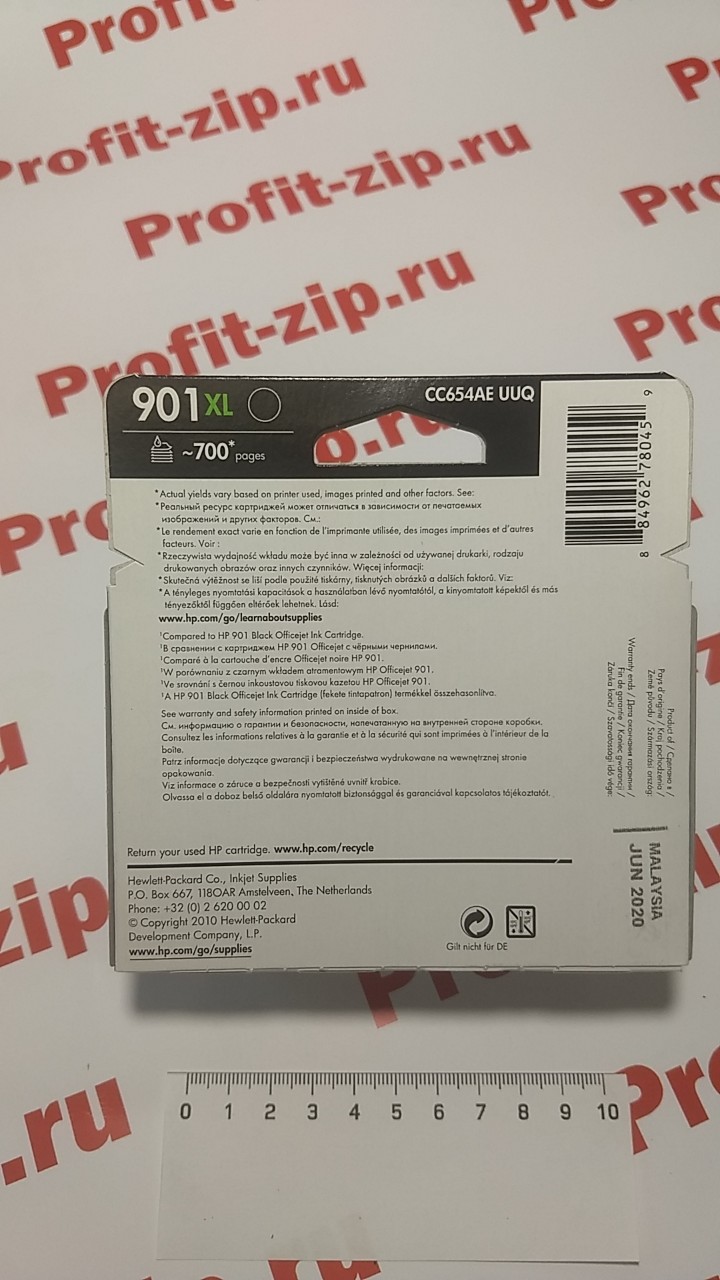 Profit-zip.ru
Profit-zip.ru
Profit-zip.ru
Profit-zip.ru
901XL
CC654AE UUQ
~700* pages
8 84962 78045 9
*Actual yields vary based on printer used, images printed and other factors. See:
*Реальный ресурс картриджей может отличаться в зависимости от печатаемых
изображений и других факторов. См.:
*Le rendement exact varie en fonction de l'imprimante utilisée, des images imprimées et d'autres
facteurs. Voir :
*Rzeczywista wydajność wkładu może być inna w zależności od używanej drukarki, rodzaju
drukowanych obrazów oraz innych czynników. Więcej informacji:
*Skutečná výtěžnost se liší podle použité tiskárny, tisknutých obrázků a dalších faktorů. Viz:
*A tényleges nyomtatási kapacitások a használatban lévő nyomtatótól, a kinyomtatott képektől és más
tényezőktől függően eltérőek lehetnek. Lásd:
www.hp.com/go/learnaboutsupplies
¹Compared to HP 901 Black Officejet Ink Cartridge.
¹В сравнении с картриджем HP 901 Officejet с чёрными чернилами.
¹Comparé à la cartouche d'encre Officejet noire HP 901.
¹W porównaniu z czarnym wkładem atramentowym HP Officejet 901.
¹Ve srovnání s černou inkoustovou tiskovou kazetou HP Officejet 901.
¹A HP 901 Black Officejet Ink Cartridge (fekete tintapatron) termékkel összehasonlítva.
See warranty and safety information printed on inside of box.
См. информацию о гарантии и безопасности, напечатанную на внутренней стороне коробки.
Consultez les informations relatives à la garantie et à la sécurité qui sont imprimées à l'intérieur de la
boîte.
Patrz informacje dotyczące gwarancji i bezpieczeństwa wydrukowane na wewnętrznej stronie
opakowania.
Viz informace o záruce a bezpečnosti vytištěné uvnitř krabice.
Olvassa el a doboz belső oldalára nyomtatott biztonsággal és garanciával kapcsolatos tájékoztatót.
Product of / Сделано в /
Pays d'origine / Kraj pochodzenia /
Země původu / Származási ország:
Warranty ends / Дата окончания гарантии /
Fin de garantie / Koniec gwarancji /
Záruka končí / Szavatossági idő vége:
MALAYSIA
JUN 2020
Return your used HP cartridge. www.hp.com/recycle
Hewlett-Packard Co., Inkjet Supplies
P.O. Box 667, 1180AR Amstelveen, The Netherlands
Phone: +32 (0) 2 620 00 02
© Copyright 2010 Hewlett-Packard
Development Company, L.P.
www.hp.com/go/supplies
Gilt nicht für DE
0 1 2 3 4 5 6 7 8 9 10